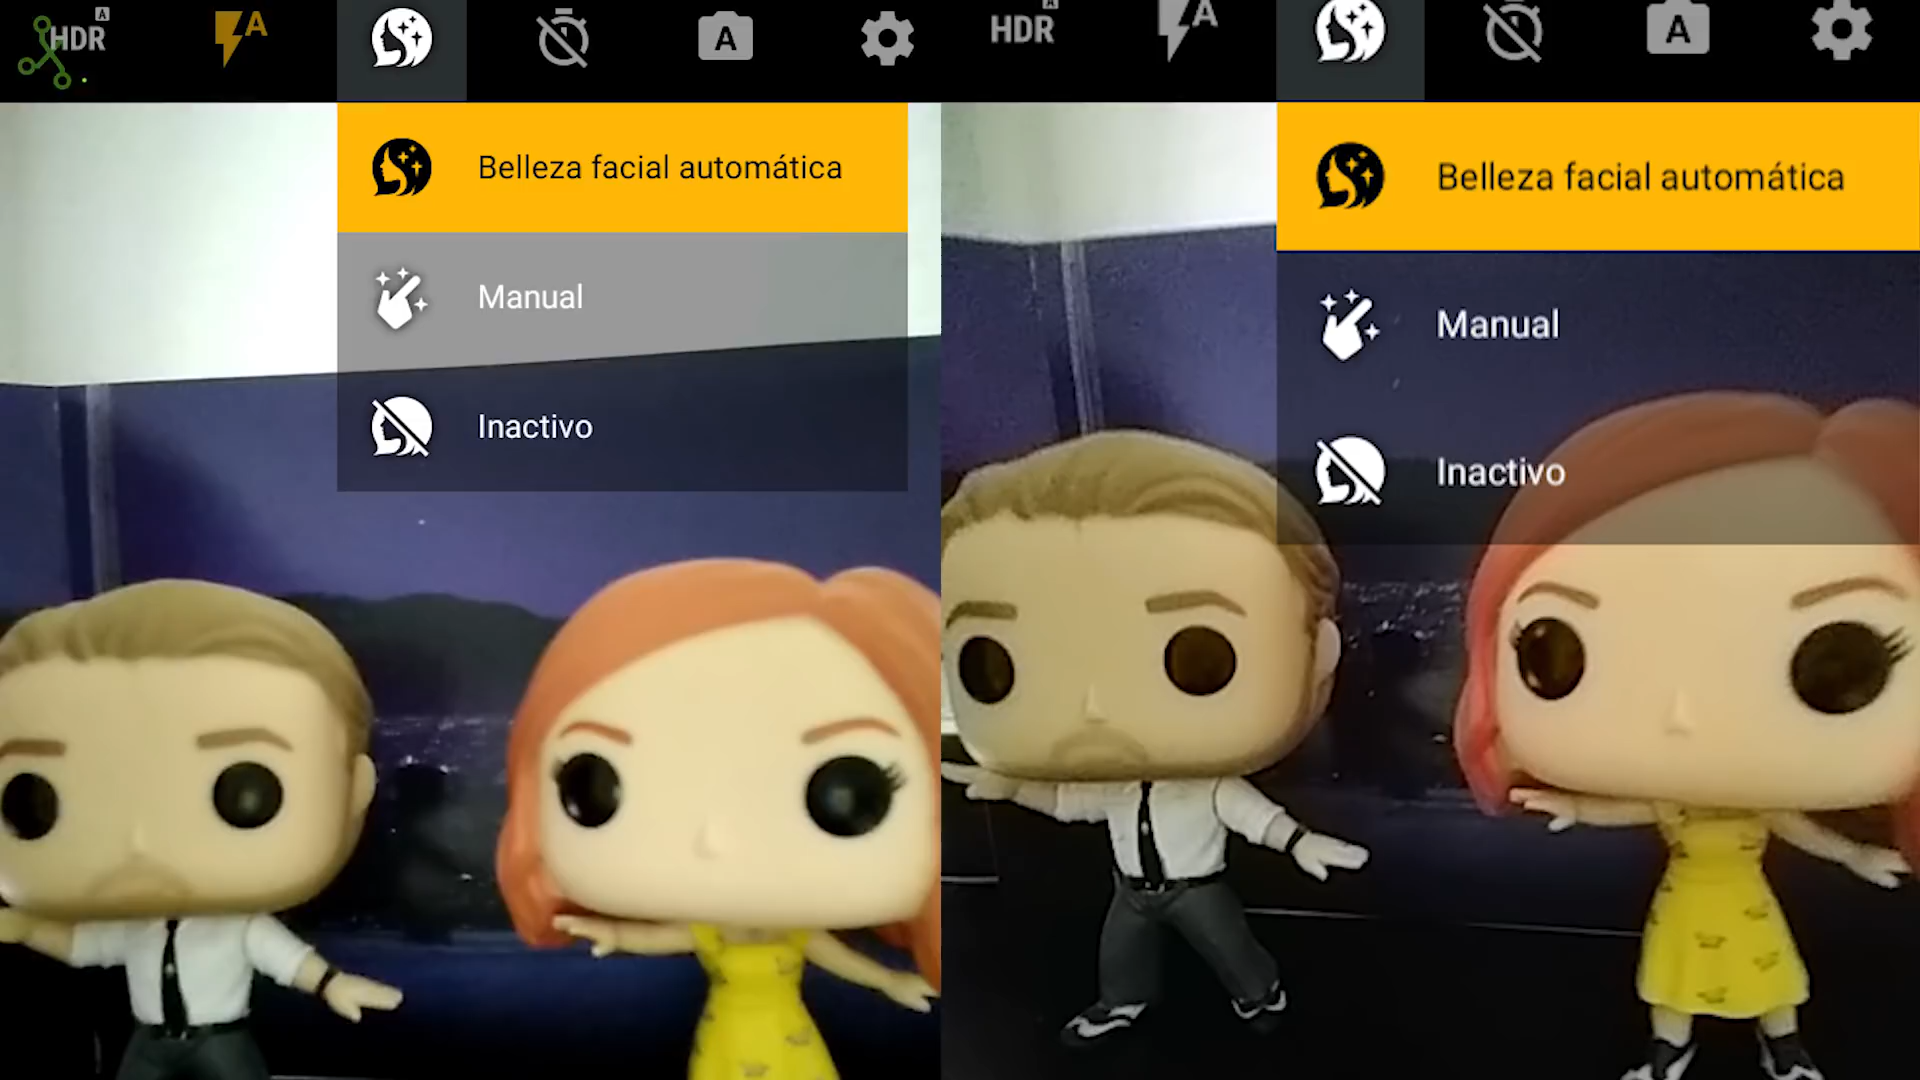 HDR A
A
A
Belleza facial automática
Manual
Inactivo
HDR A
A
A
Belleza facial automática
Manual
Inactivo